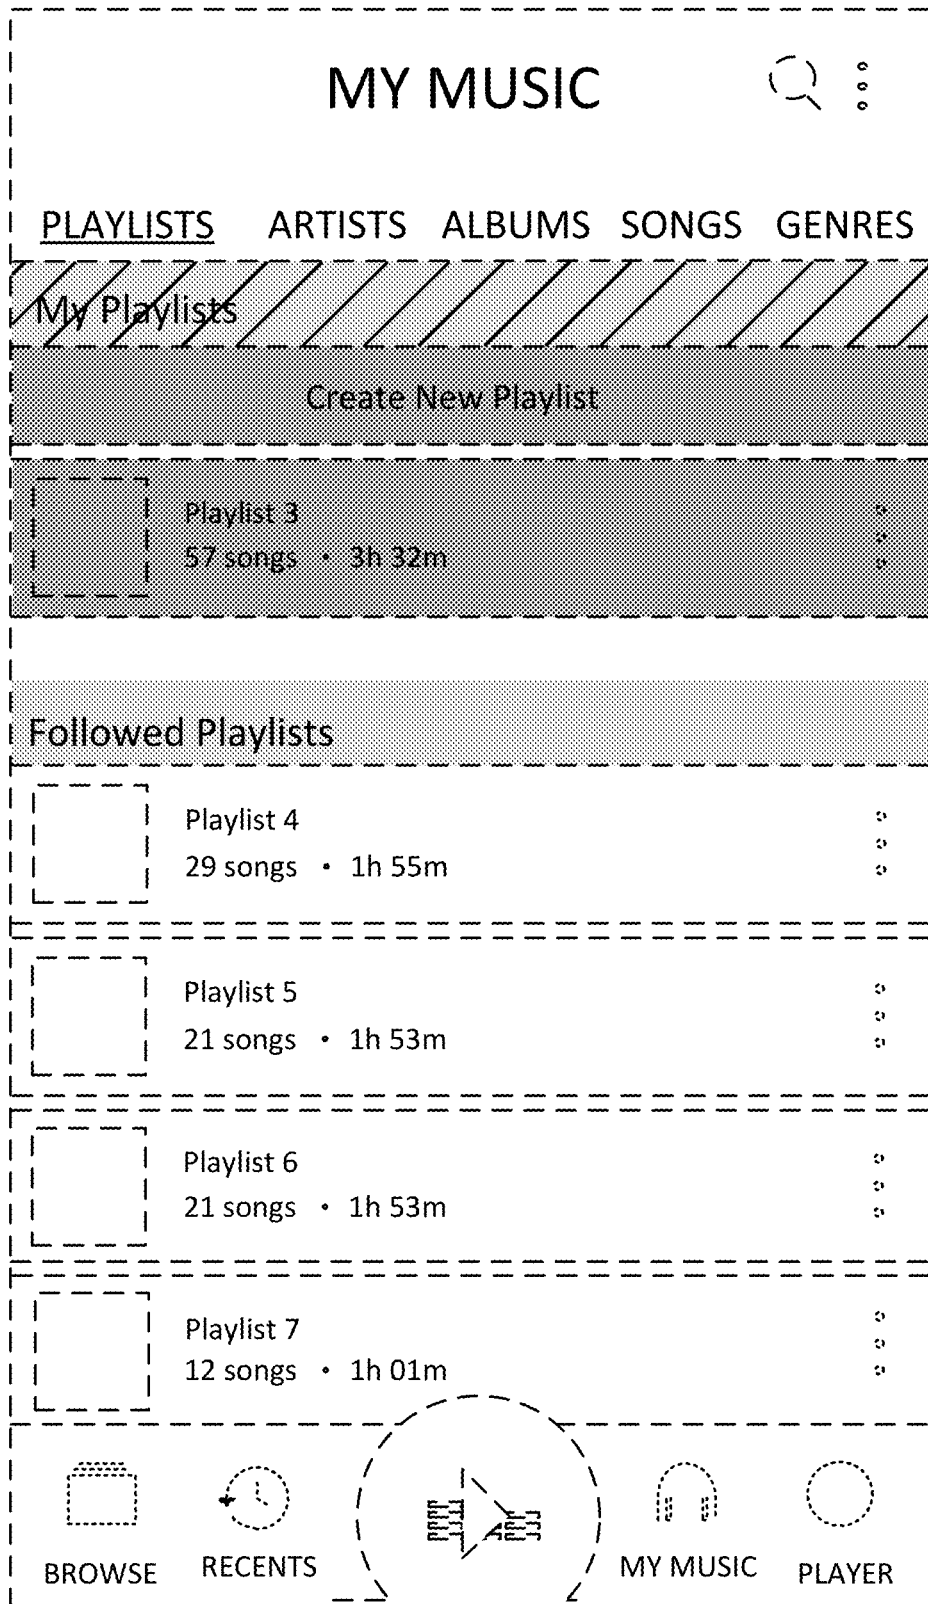 MY MUSIC
PLAYLISTS ARTISTS ALBUMS SONGS GENRES
My Playlists
Create New Playlist
Playlist 3
57 songs • 3h 32m
Followed Playlists
Playlist 4
29 songs • 1h 55m
Playlist 5
21 songs • 1h 53m
Playlist 6
21 songs • 1h 53m
Playlist 7
12 songs • 1h 01m
BROWSE RECENTS MY MUSIC PLAYER